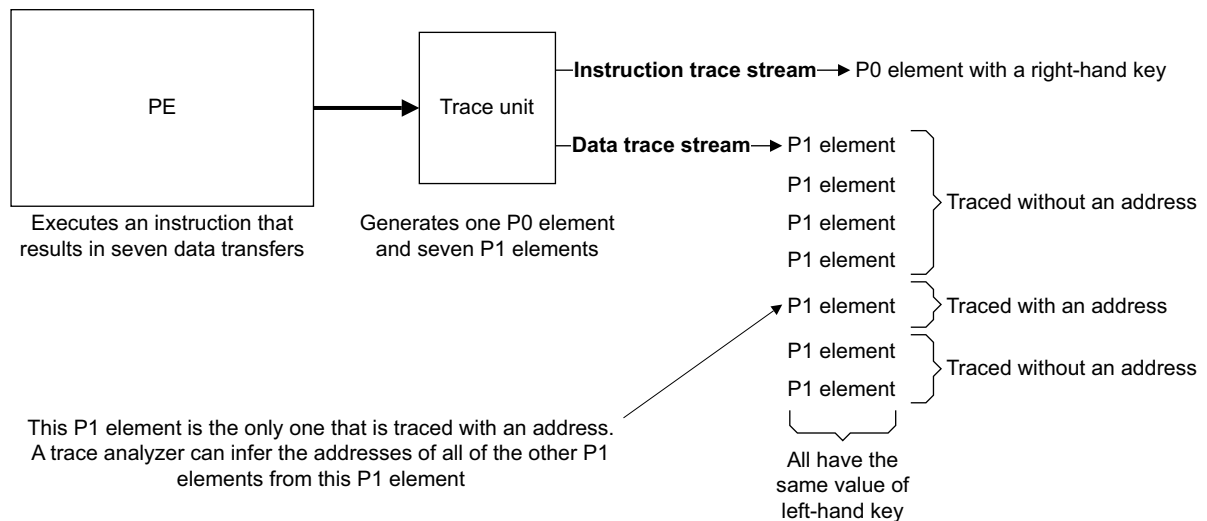 PE
Executes an instruction that
results in seven data transfers
Trace unit
Generates one P0 element
and seven P1 elements
Instruction trace stream
P0 element with a right-hand key
Data trace stream
P1 element
P1 element
P1 element
P1 element
Traced without an address
P1 element
Traced with an address
P1 element
P1 element
Traced without an address
This P1 element is the only one that is traced with an address.
A trace analyzer can infer the addresses of all of the other P1
elements from this P1 element
All have the
same value of
left-hand key